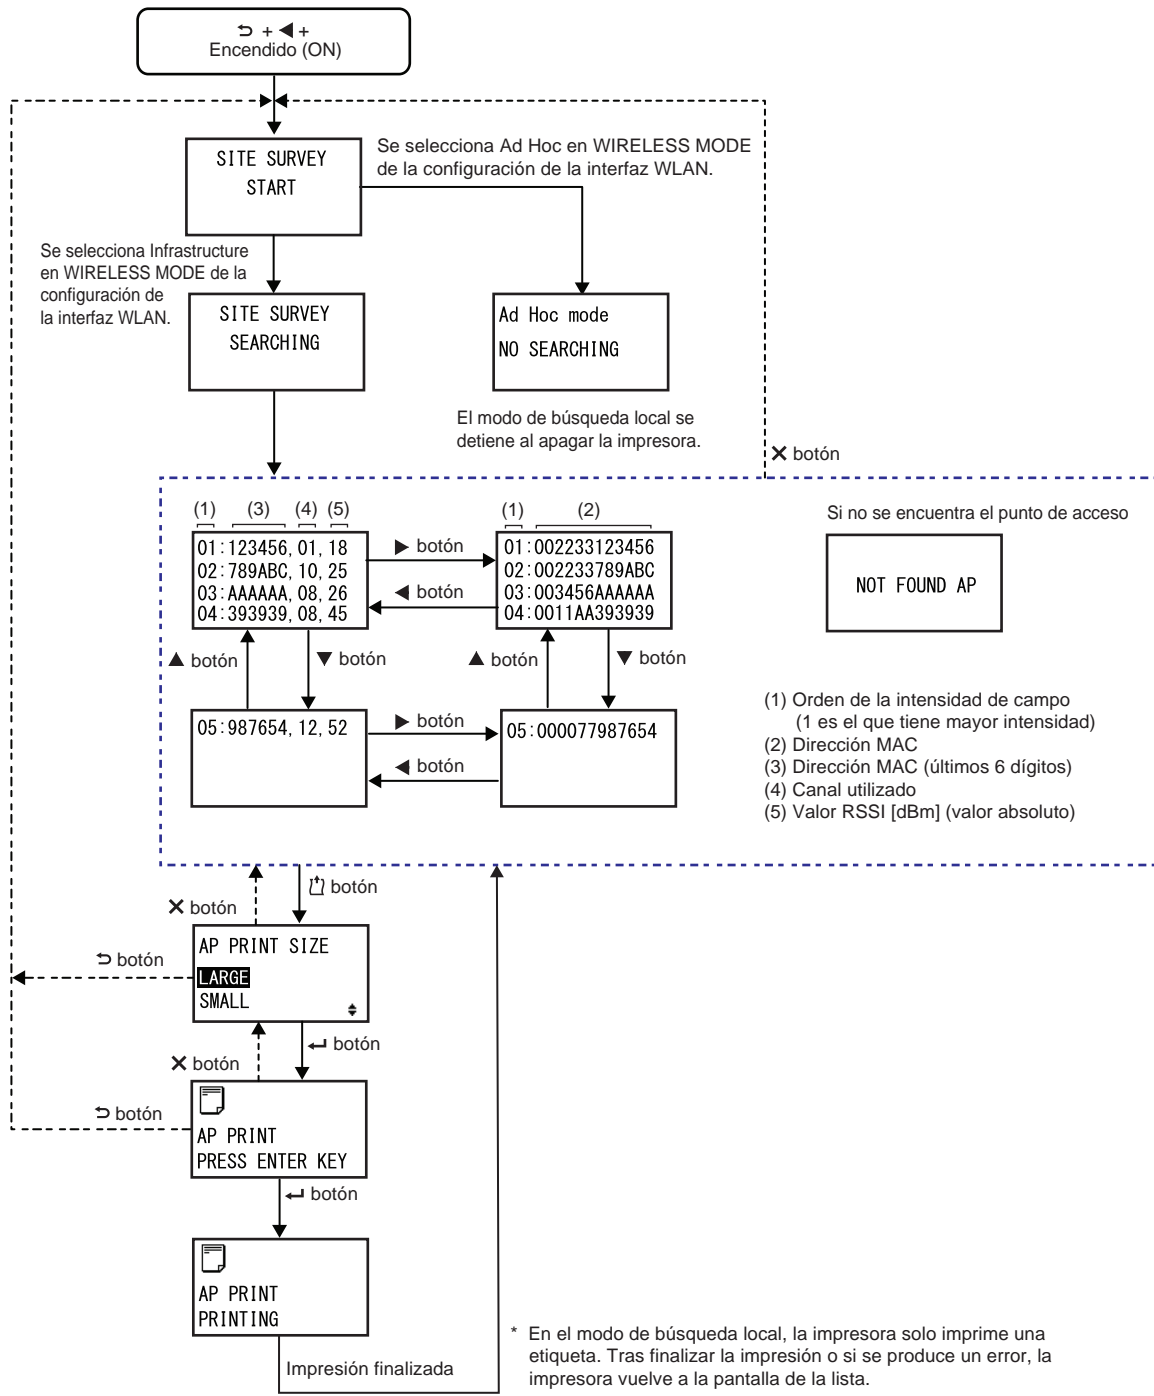 ⮌ + ◀ +
Encendido (ON)
SITE SURVEY
START
Se selecciona Ad Hoc en WIRELESS MODE
de la configuración de la interfaz WLAN.
Se selecciona Infrastructure
en WIRELESS MODE de la
configuración de
la interfaz WLAN.
SITE SURVEY
SEARCHING
Ad Hoc mode
NO SEARCHING
El modo de búsqueda local se
detiene al apagar la impresora.
✕ botón
(1) (3) (4) (5)
01:123456,01,18
02:789ABC,10,25
03:AAAAAA,08,26
04:393939,08,45
▶ botón
◀ botón
(1) (2)
01:002233123456
02:002233789ABC
03:003456AAAAAA
04:0011AA393939
Si no se encuentra el punto de acceso
NOT FOUND AP
▲ botón
▼ botón
▲ botón
▼ botón
05:987654,12,52
▶ botón
◀ botón
05:000077987654
(1) Orden de la intensidad de campo
(1 es el que tiene mayor intensidad)
(2) Dirección MAC
(3) Dirección MAC (últimos 6 dígitos)
(4) Canal utilizado
(5) Valor RSSI [dBm] (valor absoluto)
botón
✕ botón
AP PRINT SIZE
LARGE
SMALL
⮌ botón
↵ botón
✕ botón
AP PRINT
PRESS ENTER KEY
⮌ botón
↵ botón
AP PRINT
PRINTING
Impresión finalizada
* En el modo de búsqueda local, la impresora solo imprime una
etiqueta. Tras finalizar la impresión o si se produce un error, la
impresora vuelve a la pantalla de la lista.